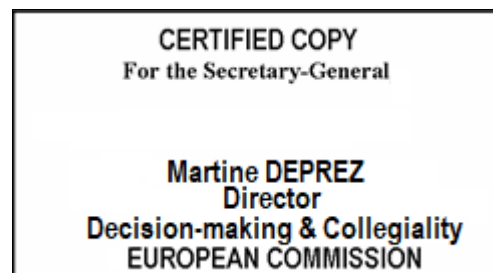 CERTIFIED COPY
For the Secretary-General
Martine DEPREZ
Director
Decision-making & Collegiality
EUROPEAN COMMISSION